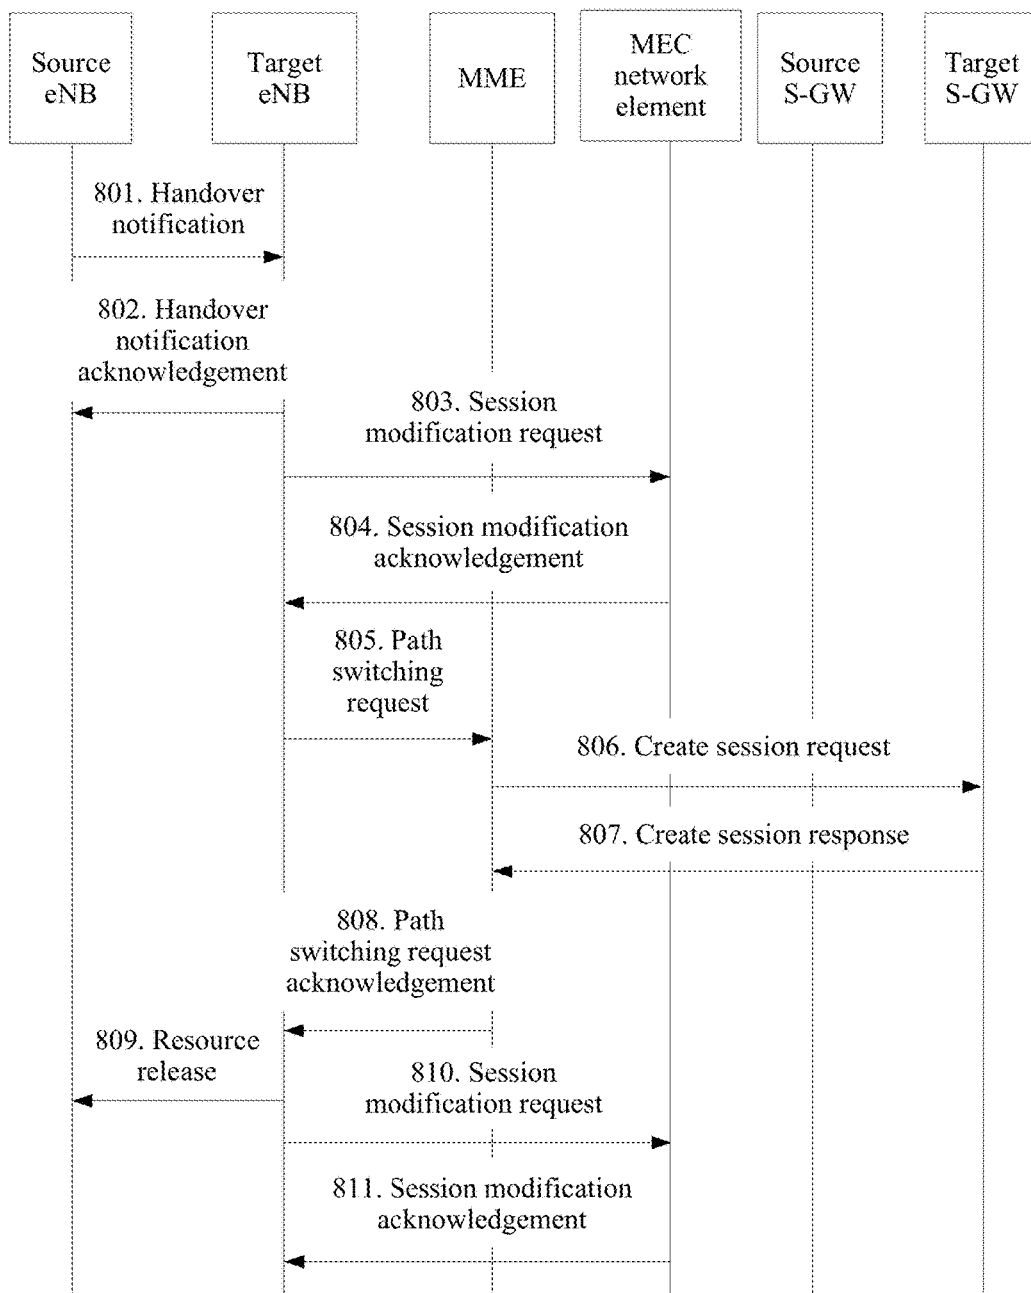 Source
eNB
Target
eNB
MME
MEC
network
element
Source
S-GW
Target
S-GW
801. Handover
notification
802. Handover
notification
acknowledgement
803. Session
modification request
804. Session modification
acknowledgement
805. Path
switching
request
806. Create session request
807. Create session response
808. Path
switching request
acknowledgement
809. Resource
release
810. Session
modification request
811. Session modification
acknowledgement